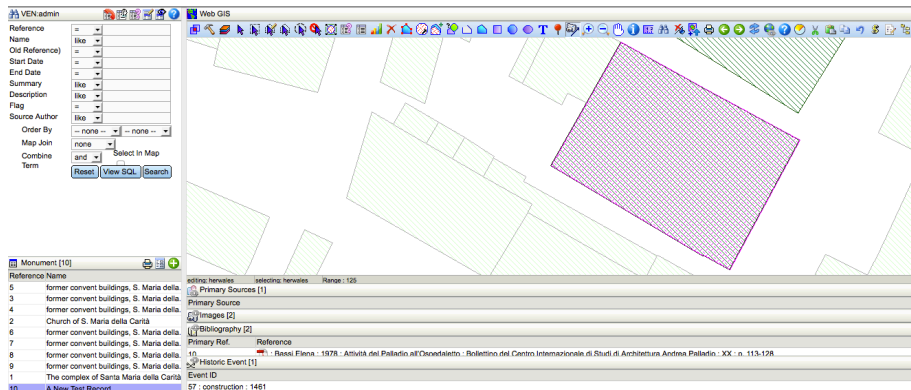 VEN:admin
Web GIS
Reference =
Name like
Old Reference) =
Start Date =
End Date =
Summary like
Description like
Flag =
Source Author like
Order By -- none -- -- none --
Map Join none
Combine Term and Select In Map
Reset View SQL Search
Monument [10]
Reference Name
5 former convent buildings, S. Maria della.
3 former convent buildings, S. Maria della.
4 former convent buildings, S. Maria della.
2 Church of S. Maria della Carità
6 former convent buildings, S. Maria della.
7 former convent buildings, S. Maria della.
8 former convent buildings, S. Maria della.
9 former convent buildings, S. Maria della.
1 The complex of Santa Maria della Carità
10 A New Test Record
editing: herwales selecting: herwales Range : 125
Primary Sources [1]
Primary Source
Images [2]
Bibliography [2]
Primary Ref. Reference
10 : Bassi Elena : 1978 : Attività del Palladio all'Ospedaletto : Bollettino del Centro Internazionale di Studi di Architettura Andrea Palladio : XX : p. 113-128
Historic Event [1]
Event ID
57 : construction : 1461